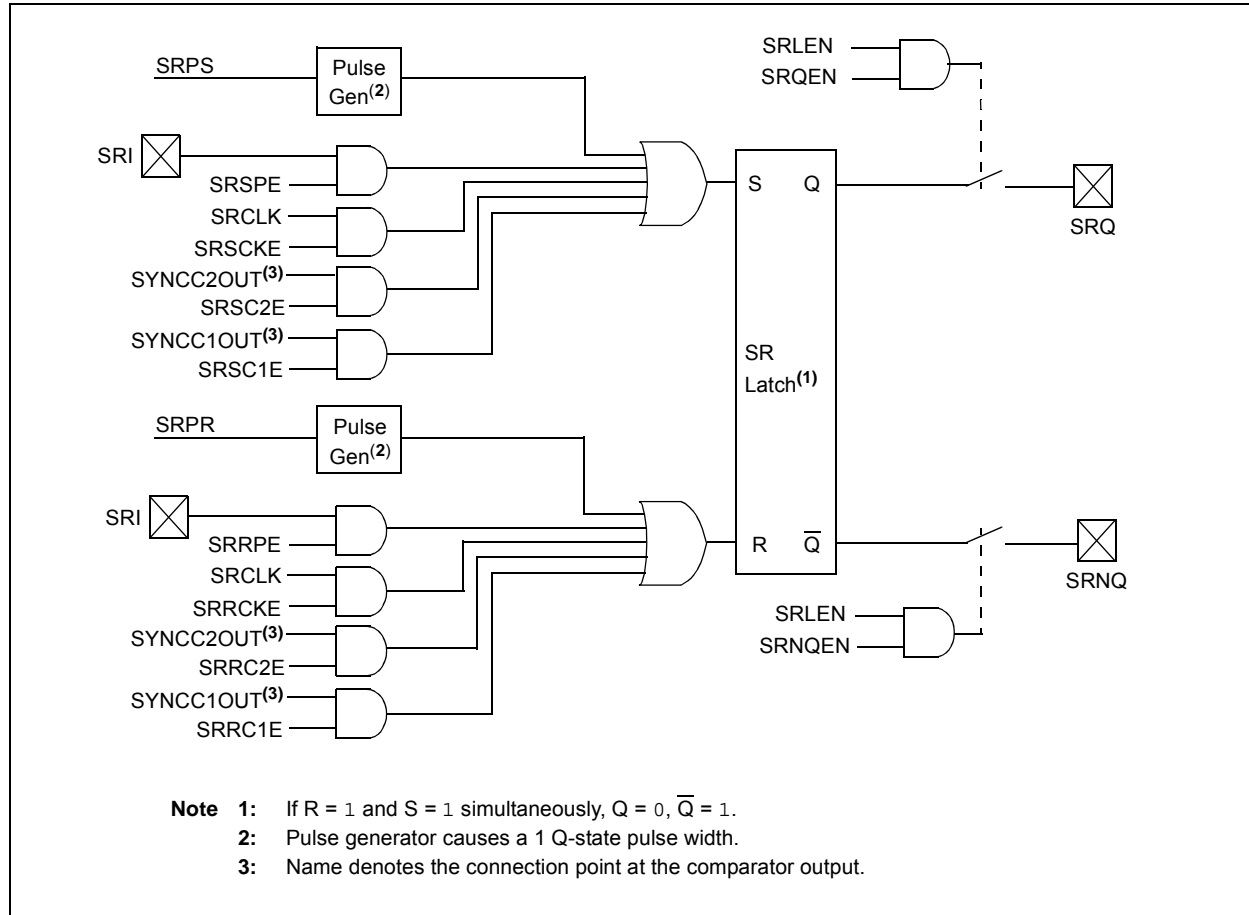 SRPS
Pulse
Gen(2)
SRI
SRSPE
SRCLK
SRSCKE
SYNCC2OUT(3)
SRSC2E
SYNCC1OUT(3)
SRSC1E
SRPR
Pulse
Gen(2)
SRI
SRRPE
SRCLK
SRRCKE
SYNCC2OUT(3)
SRRC2E
SYNCC1OUT(3)
SRRC1E
S Q
SR
Latch(1)
R Q̅
SRLEN
SRQEN
SRQ
SRNQ
SRLEN
SRNQEN
Note 1: If R = 1 and S = 1 simultaneously, Q = 0, Q̅ = 1.
2: Pulse generator causes a 1 Q-state pulse width.
3: Name denotes the connection point at the comparator output.